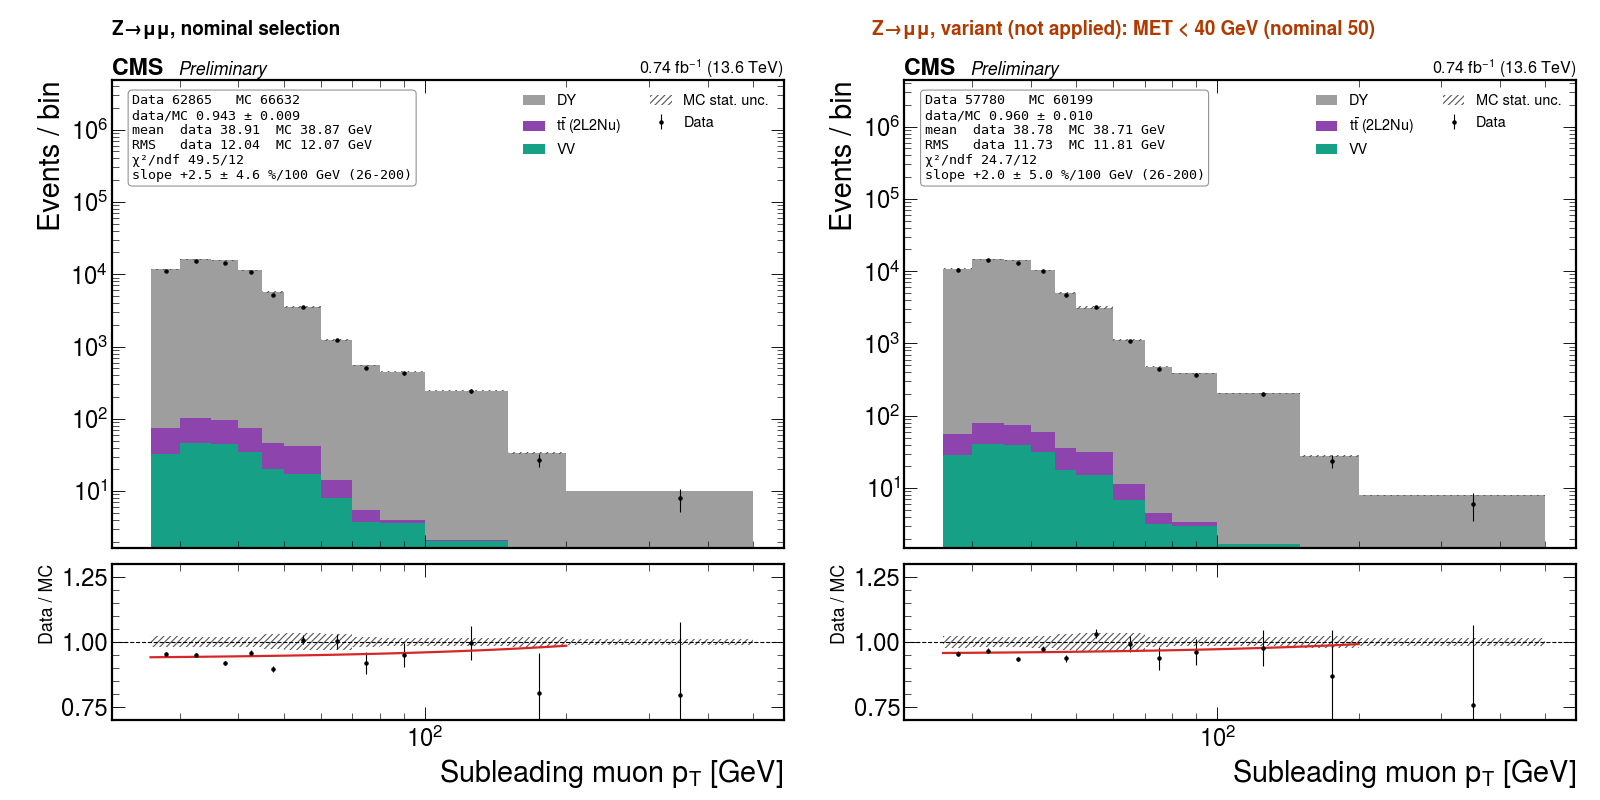 Z→μμ, nominal selection
CMS Preliminary 0.74 fb⁻¹ (13.6 TeV)
Events / bin
10⁶
10⁵
10⁴
10³
10²
10¹
Data 62865 MC 66632
data/MC 0.943 ± 0.009
mean data 38.91 MC 38.87 GeV
RMS data 12.04 MC 12.07 GeV
χ²/ndf 49.5/12
slope +2.5 ± 4.6 %/100 GeV (26-200)
DY
tt̄ (2L2Nu)
VV
MC stat. unc.
Data
Data / MC
1.25
1.00
0.75
10²
Subleading muon p_T [GeV]
Z→μμ, variant (not applied): MET < 40 GeV (nominal 50)
CMS Preliminary 0.74 fb⁻¹ (13.6 TeV)
Events / bin
10⁶
10⁵
10⁴
10³
10²
10¹
Data 57780 MC 60199
data/MC 0.960 ± 0.010
mean data 38.78 MC 38.71 GeV
RMS data 11.73 MC 11.81 GeV
χ²/ndf 24.7/12
slope +2.0 ± 5.0 %/100 GeV (26-200)
DY
tt̄ (2L2Nu)
VV
MC stat. unc.
Data
Data / MC
1.25
1.00
0.75
10²
Subleading muon p_T [GeV]